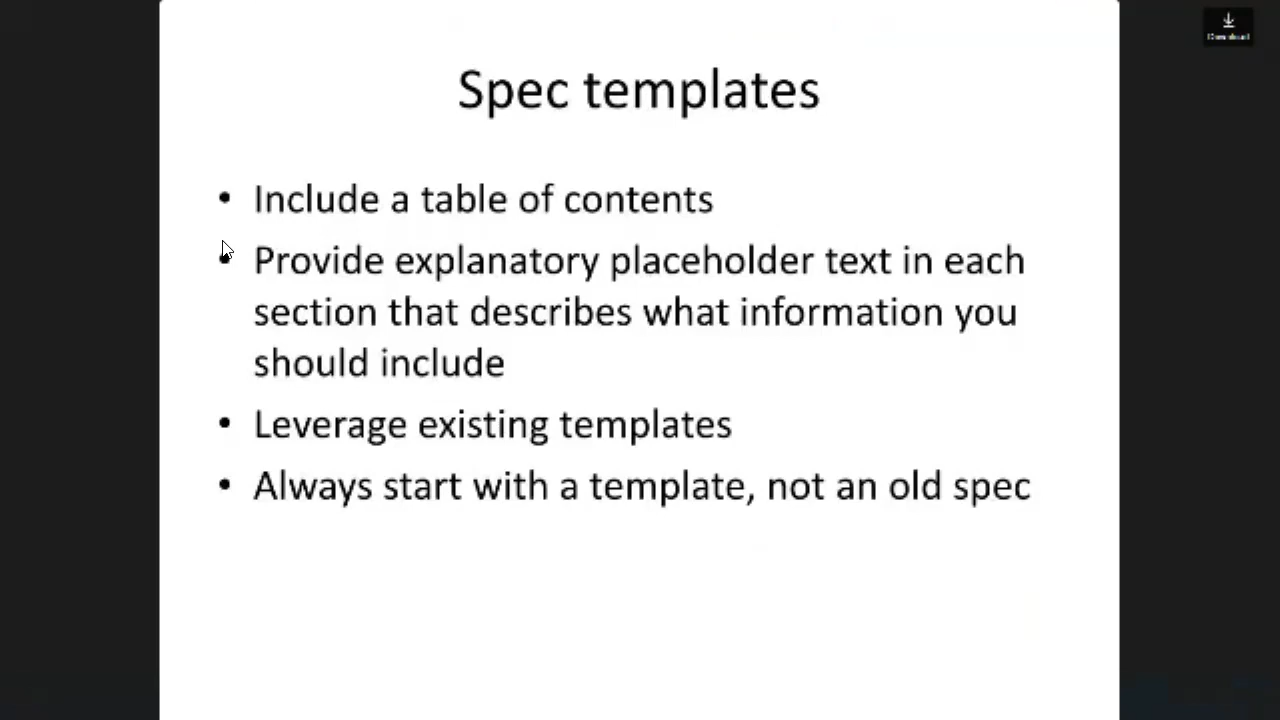 Download
Spec templates
• Include a table of contents
• Provide explanatory placeholder text in each
section that describes what information you
should include
• Leverage existing templates
• Always start with a template, not an old spec